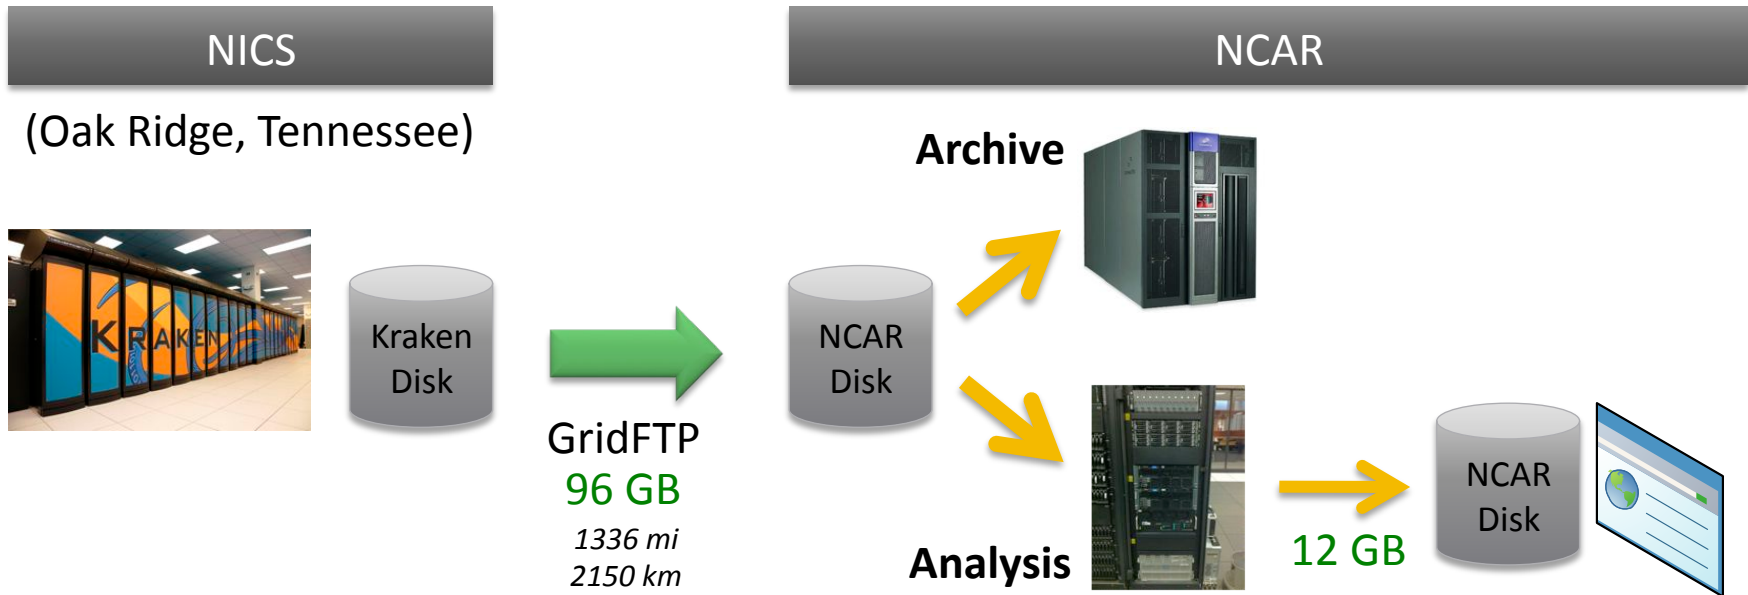 NICS
NCAR
(Oak Ridge, Tennessee)
Archive
KRAKEN
Kraken
Disk
NCAR
Disk
GridFTP
96 GB
1336 mi
2150 km
Analysis
12 GB
NCAR
Disk